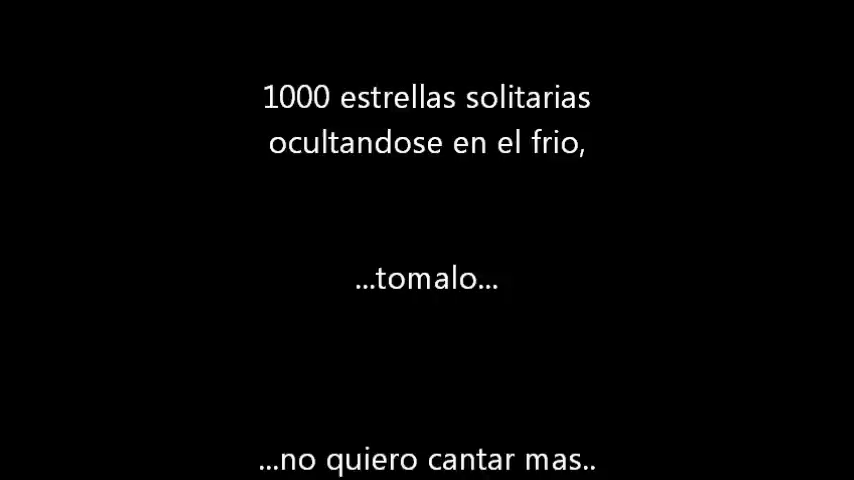 1000 estrellas solitarias
ocultandose en el frio,
...tomalo...
...no quiero cantar mas..